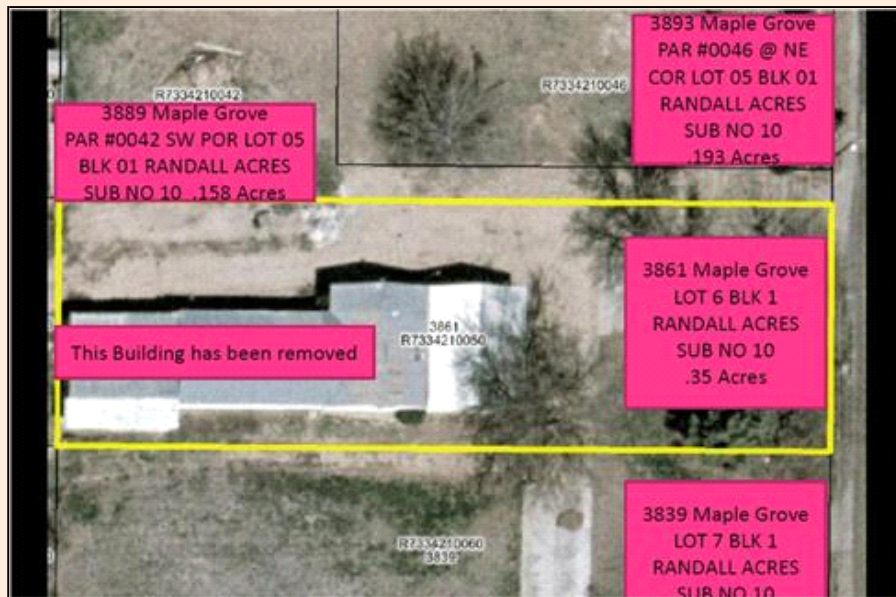 3893 Maple Grove
PAR #0046 @ NE
COR LOT 05 BLK 01
RANDALL ACRES
SUB NO 10
.193 Acres
R7334210042
R7334210046
3889 Maple Grove
PAR #0042 SW POR LOT 05
BLK 01 RANDALL ACRES
SUB NO 10 .158 Acres
3861 Maple Grove
LOT 6 BLK 1
RANDALL ACRES
SUB NO 10
.35 Acres
3861
R7334210050
This Building has been removed
3839 Maple Grove
LOT 7 BLK 1
RANDALL ACRES
SUB NO 10
R7334210060
3839